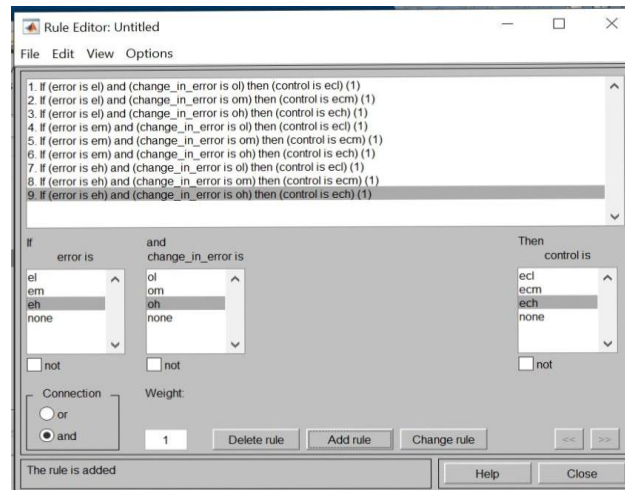 Rule Editor: Untitled
File Edit View Options
1. If (error is el) and (change_in_error is ol) then (control is ecl) (1)
2. If (error is el) and (change_in_error is om) then (control is ecm) (1)
3. If (error is el) and (change_in_error is oh) then (control is ech) (1)
4. If (error is em) and (change_in_error is ol) then (control is ecl) (1)
5. If (error is em) and (change_in_error is om) then (control is ecm) (1)
6. If (error is em) and (change_in_error is oh) then (control is ech) (1)
7. If (error is eh) and (change_in_error is ol) then (control is ecl) (1)
8. If (error is eh) and (change_in_error is om) then (control is ecm) (1)
9. If (error is eh) and (change_in_error is oh) then (control is ech) (1)
If and Then
error is change_in_error is control is
el ol ecl
em om ecm
eh oh ech
none none none
not not not
Connection Weight:
or
and 1 Delete rule Add rule Change rule << >>
The rule is added Help Close